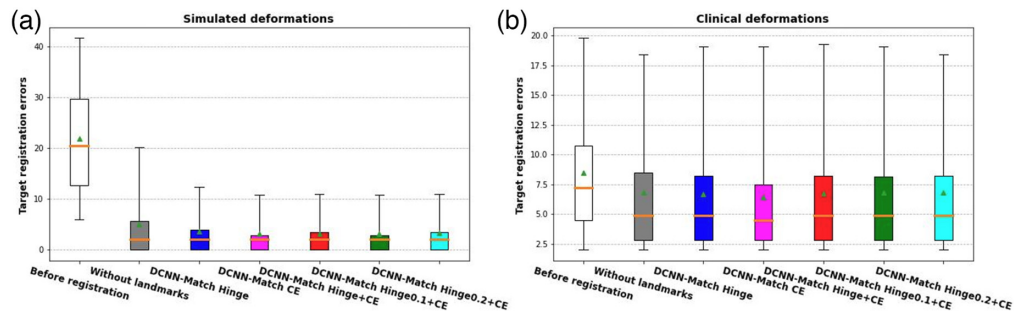 (a)
Simulated deformations
Target registration errors
40
30
20
10
0
Before registration
Without landmarks
DCNN-Match Hinge
DCNN-Match CE
DCNN-Match Hinge+CE
DCNN-Match Hinge0.1+CE
DCNN-Match Hinge0.2+CE
(b)
Clinical deformations
Target registration errors
20.0
17.5
15.0
12.5
10.0
7.5
5.0
2.5
Before registration
Without landmarks
DCNN-Match Hinge
DCNN-Match CE
DCNN-Match Hinge+CE
DCNN-Match Hinge0.1+CE
DCNN-Match Hinge0.2+CE